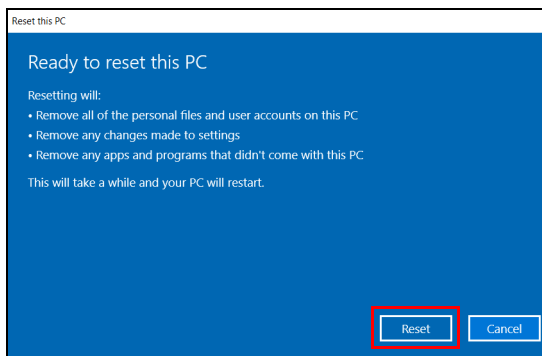 Reset this PC
Ready to reset this PC
Resetting will:
• Remove all of the personal files and user accounts on this PC
• Remove any changes made to settings
• Remove any apps and programs that didn't come with this PC
This will take a while and your PC will restart.
Reset Cancel